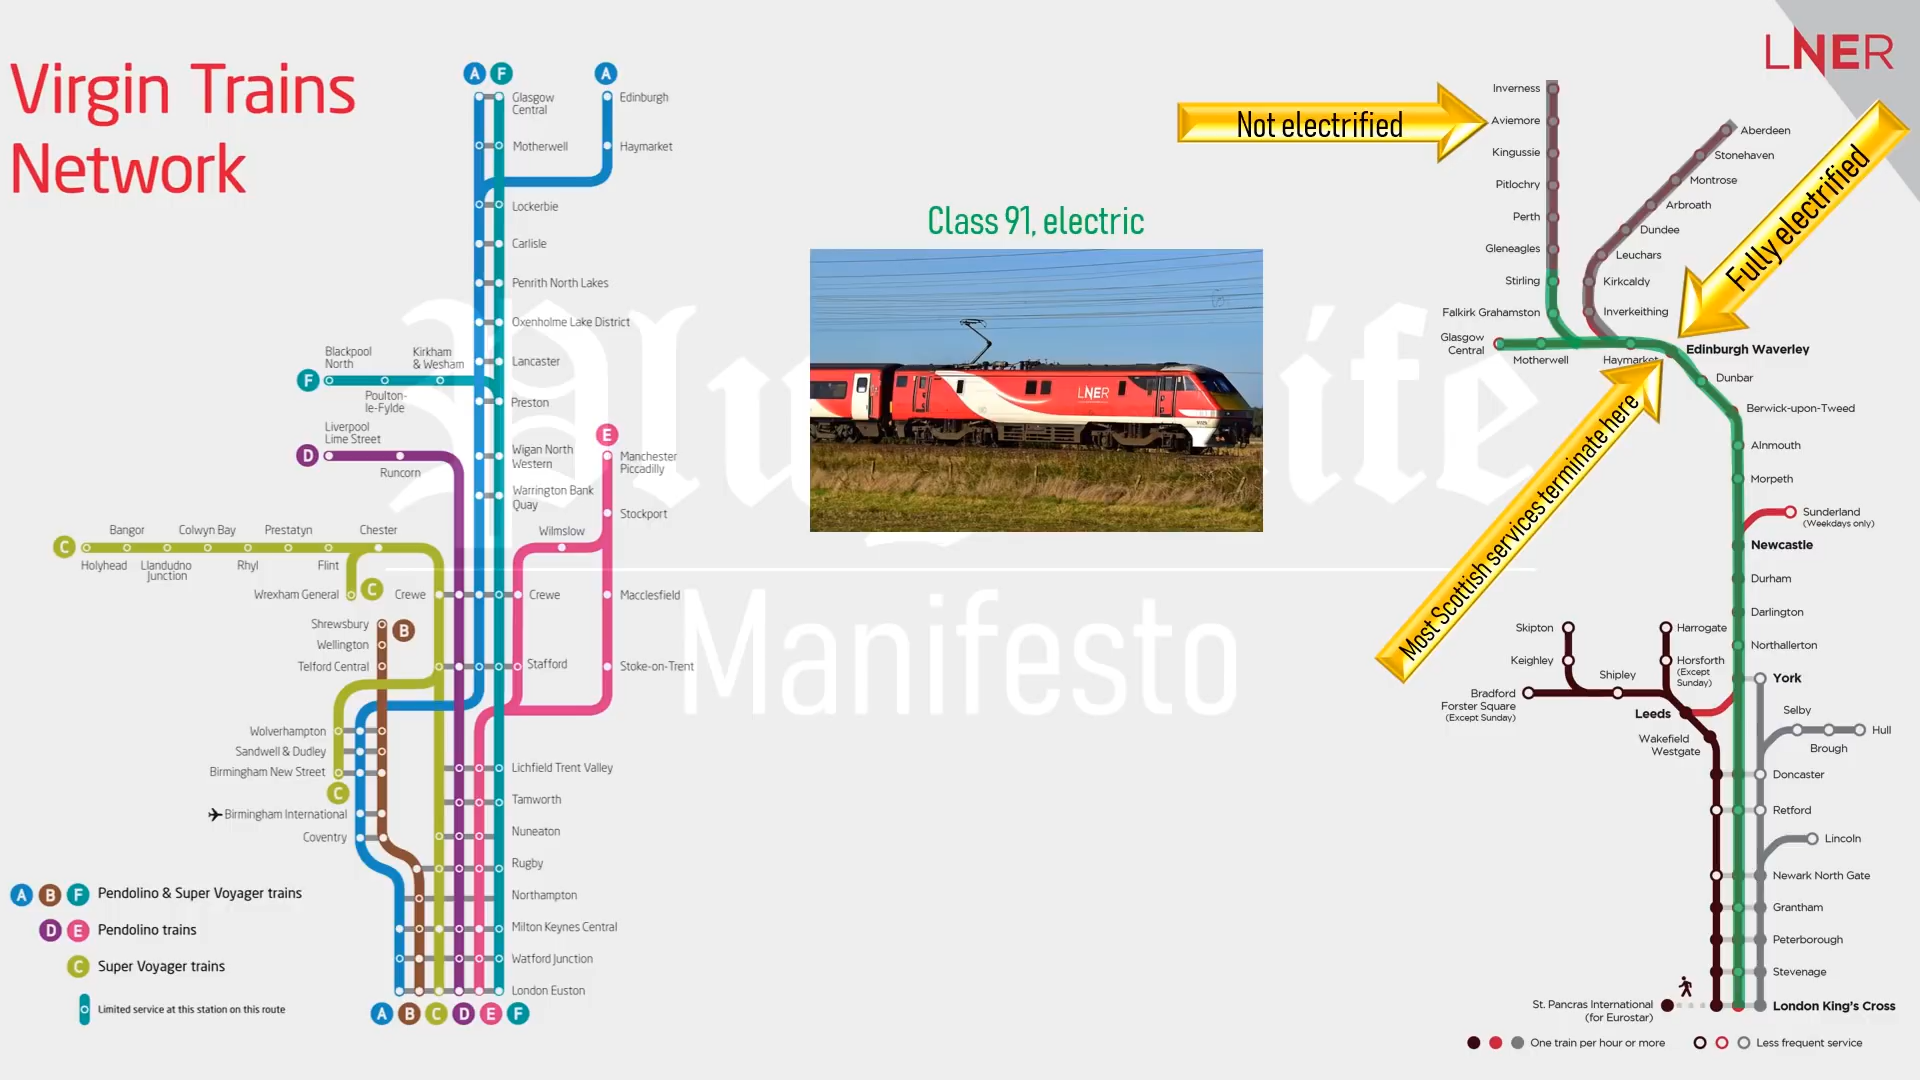 Virgin Trains
Network
A
F
A
Glasgow
Central
Edinburgh
Motherwell
Haymarket
Lockerbie
Carlisle
Penrith North Lakes
Oxenholme Lake District
Lancaster
Blackpool
North
Kirkham
& Wesham
F
Poulton-
le-Fylde
Preston
Liverpool
Lime Street
D
Runcorn
E
Wigan North
Western
Manchester
Piccadilly
Warrington Bank
Quay
Stockport
Wilmslow
Bangor
Colwyn Bay
Prestatyn
Chester
C
Holyhead
Llandudno
Junction
Rhyl
Flint
Wrexham General
C
Crewe
Crewe
Macclesfield
Shrewsbury
B
Wellington
Telford Central
Stafford
Stoke-on-Trent
Wolverhampton
Sandwell & Dudley
Birmingham New Street
C
Lichfield Trent Valley
Tamworth
Birmingham International
Coventry
Nuneaton
Rugby
Northampton
Milton Keynes Central
Watford Junction
London Euston
A B C D E F
A B F Pendolino & Super Voyager trains
D E Pendolino trains
C Super Voyager trains
Limited service at this station on this route
Manifesto
Class 91, electric
LNER
LNER
Not electrified
Fully electrified
Most Scottish services terminate here
Inverness
Aviemore
Kingussie
Pitlochry
Perth
Gleneagles
Stirling
Falkirk Grahamston
Glasgow
Central
Motherwell
Haymarket
Aberdeen
Stonehaven
Montrose
Arbroath
Dundee
Leuchars
Kirkcaldy
Inverkeithing
Edinburgh Waverley
Dunbar
Berwick-upon-Tweed
Alnmouth
Morpeth
Sunderland
(Weekdays only)
Newcastle
Durham
Darlington
Northallerton
York
Skipton
Keighley
Shipley
Bradford
Forster Square
(Except Sunday)
Harrogate
Horsforth
(Except
Sunday)
Leeds
Wakefield
Westgate
Selby
Hull
Brough
Doncaster
Retford
Lincoln
Newark North Gate
Grantham
Peterborough
Stevenage
St. Pancras International
(for Eurostar)
London King's Cross
One train per hour or more
Less frequent service